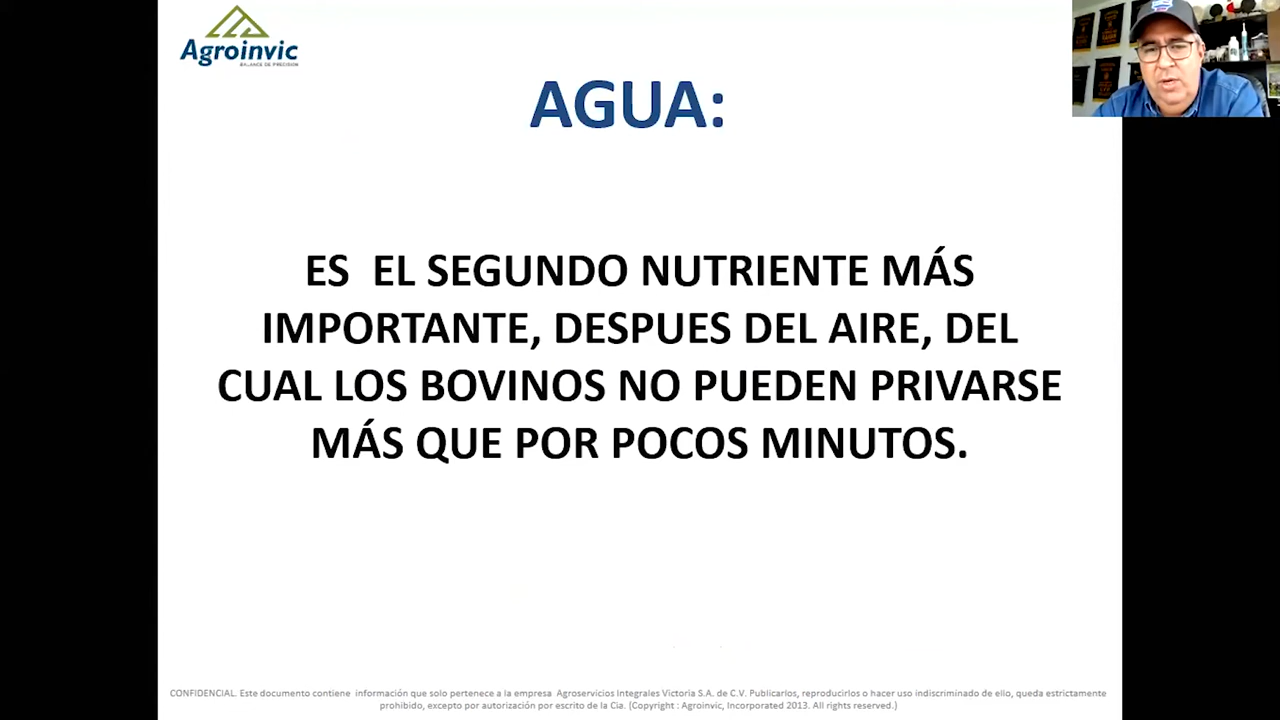 Agroinvic
BALANCE DE PRECISIÓN
AGUA:
ES EL SEGUNDO NUTRIENTE MÁS
IMPORTANTE, DESPUES DEL AIRE, DEL
CUAL LOS BOVINOS NO PUEDEN PRIVARSE
MÁS QUE POR POCOS MINUTOS.
CONFIDENCIAL. Este documento contiene información que solo pertenece a la empresa Agroservicios Integrales Victoria S.A. de C.V. Publicarlos, reproducirlos o hacer uso indiscriminado de ello, queda estrictamente
prohibido, excepto por autorización por escrito de la Cia. (Copyright : Agroinvic, Incorporated 2013. All rights reserved.)